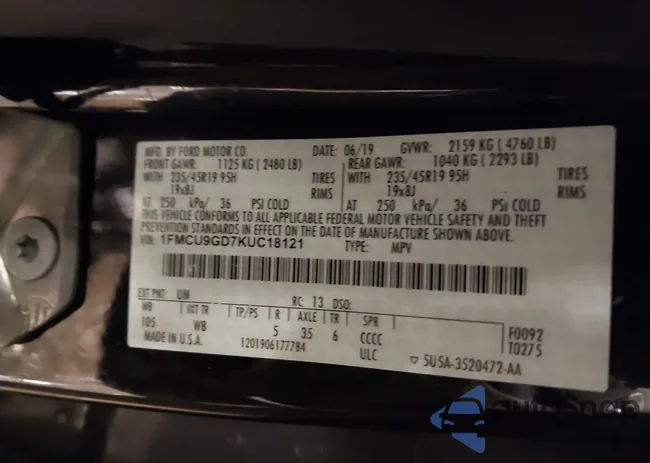 MFD. BY FORD MOTOR CO. DATE: 06/19 GVWR: 2159 KG ( 4760 LB)
FRONT GAWR: 1125 KG ( 2480 LB) REAR GAWR: 1040 KG ( 2293 LB)
WITH 235/45R19 95H TIRES WITH 235/45R19 95H TIRES
19x8J RIMS 19x8J RIMS
AT 250 kPa/ 36 PSI COLD AT 250 kPa/ 36 PSI COLD
THIS VEHICLE CONFORMS TO ALL APPLICABLE FEDERAL MOTOR VEHICLE SAFETY AND THEFT
PREVENTION STANDARDS IN EFFECT ON THE DATE OF MANUFACTURE SHOWN ABOVE.
VIN: 1FMCU9GD7KUC18121 TYPE: MPV
EXT PNT: UM RC: 13 DSO:
WB INT TR TP/PS R AXLE TR SPR F0092
105 WB 5 35 6 CCCC T0275
MADE IN U.S.A. 1201906177784 ULC ▽ 5U5A-3520472-AA